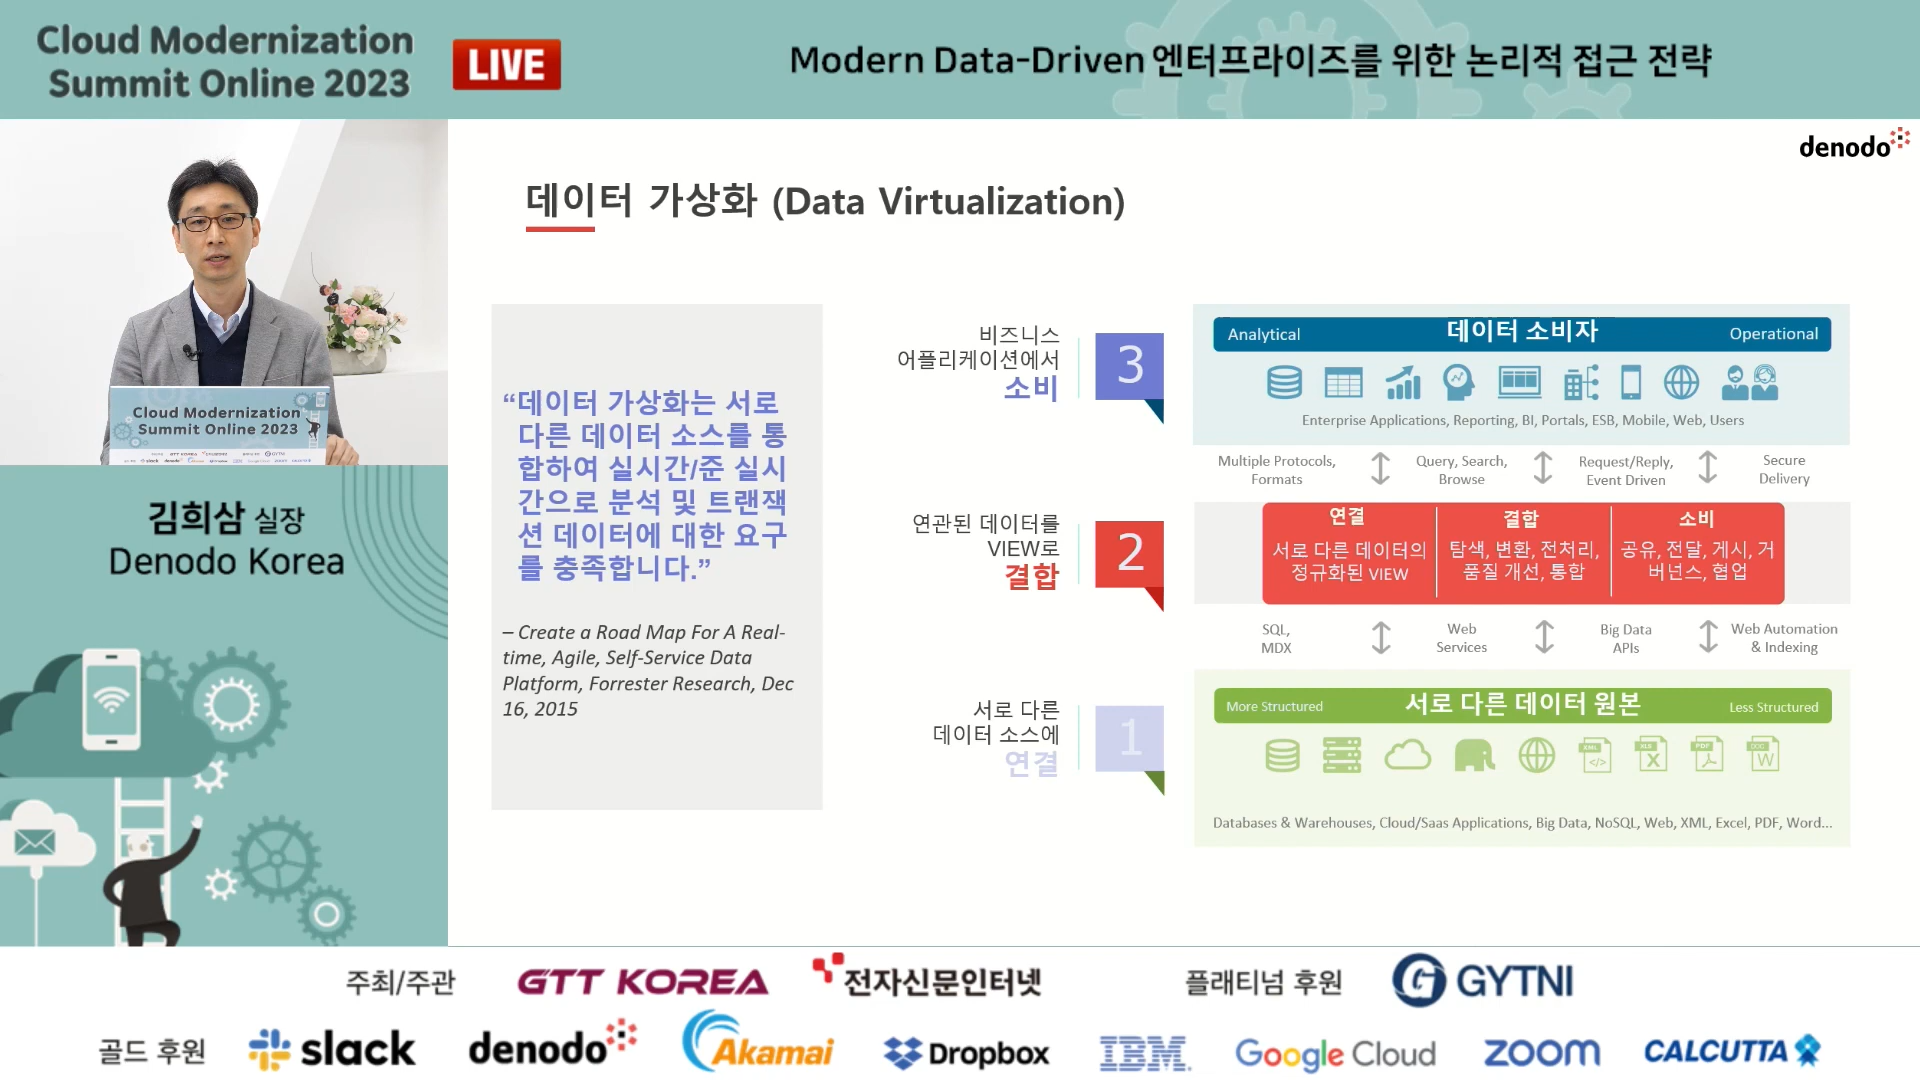 Cloud Modernization
Summit Online 2023
LIVE
Modern Data-Driven 엔터프라이즈를 위한 논리적 접근 전략
denodo
데이터 가상화 (Data Virtualization)
“데이터 가상화는 서로
다른 데이터 소스를 통
합하여 실시간/준 실시
간으로 분석 및 트랜잭
션 데이터에 대한 요구
를 충족합니다.”
– Create a Road Map For A Real-
time, Agile, Self-Service Data
Platform, Forrester Research, Dec
16, 2015
비즈니스
어플리케이션에서
소비
3
연관된 데이터를
VIEW로
결합
2
서로 다른
데이터 소스에
연결
1
Analytical 데이터 소비자 Operational
Enterprise Applications, Reporting, BI, Portals, ESB, Mobile, Web, Users
Multiple Protocols,
Formats
Query, Search,
Browse
Request/Reply,
Event Driven
Secure
Delivery
연결
서로 다른 데이터의
정규화된 VIEW
결합
탐색, 변환, 전처리,
품질 개선, 통합
소비
공유, 전달, 게시, 거
버넌스, 협업
SQL,
MDX
Web
Services
Big Data
APIs
Web Automation
& Indexing
More Structured 서로 다른 데이터 원본 Less Structured
XML
XLS
X
PDF
DOC
W
Databases & Warehouses, Cloud/Saas Applications, Big Data, NoSQL, Web, XML, Excel, PDF, Word...
Cloud Modernization
Summit Online 2023
김희삼 실장
Denodo Korea
주최/주관 GTT KOREA 전자신문인터넷 플래티넘 후원 GYTNI
골드 후원 slack denodo Akamai Dropbox IBM Google Cloud zoom CALCUTTA